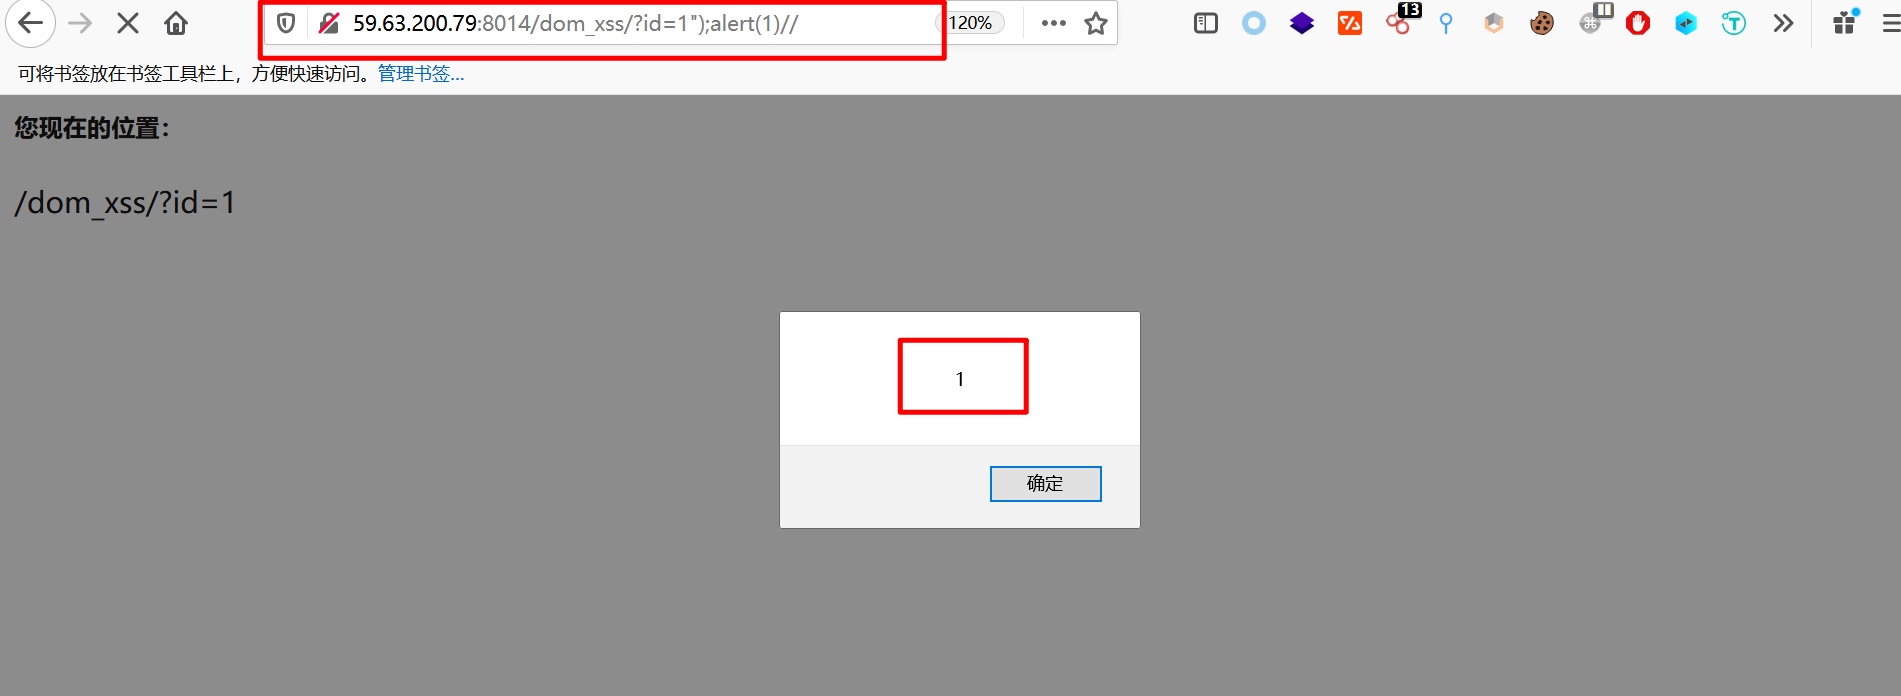 59.63.200.79:8014/dom_xss/?id=1");alert(1)//
120%
13
可将书签放在书签工具栏上，方便快速访问。管理书签...
您现在的位置：
/dom_xss/?id=1
1
确定